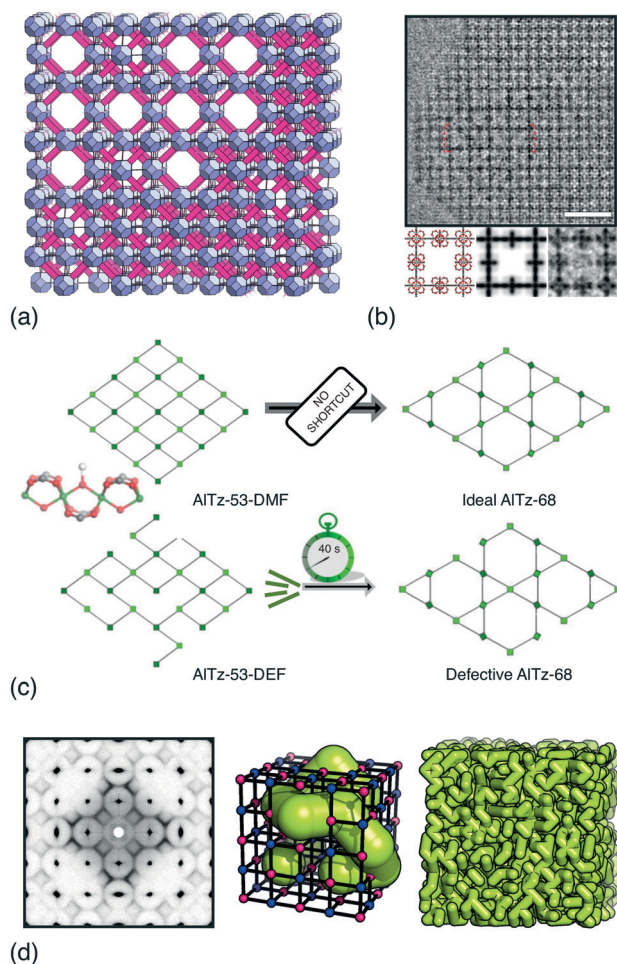 (a)
(b)
NO
SHORTCUT
AlTz-53-DMF
Ideal AlTz-68
40 s
AlTz-53-DEF
Defective AlTz-68
(c)
(d)